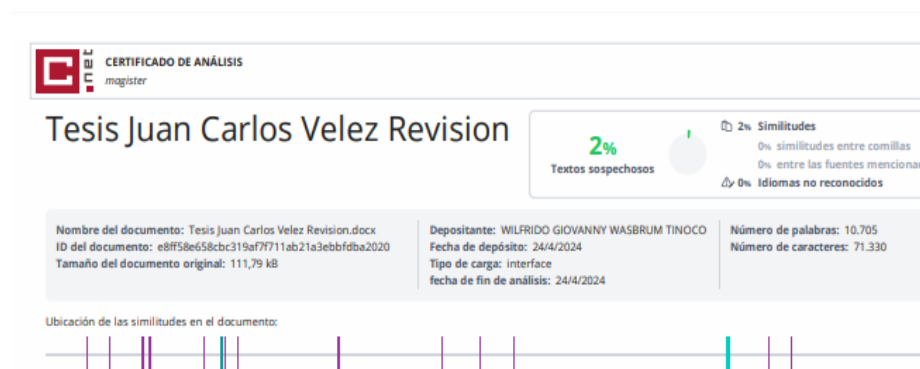 C.net
CERTIFICADO DE ANÁLISIS
magister
Tesis Juan Carlos Velez Revision
2%
Textos sospechosos
2% Similitudes
0% similitudes entre comillas
0% entre las fuentes mencionad
0% Idiomas no reconocidos
Nombre del documento: Tesis Juan Carlos Velez Revision.docx
ID del documento: e8ff58e658cbc319af7f711ab21a3ebbfdba2020
Tamaño del documento original: 111,79 kB
Depositante: WILFRIDO GIOVANNY WASBRUM TINOCO
Fecha de depósito: 24/4/2024
Tipo de carga: interface
fecha de fin de análisis: 24/4/2024
Número de palabras: 10.705
Número de caracteres: 71.330
Ubicación de las similitudes en el documento: